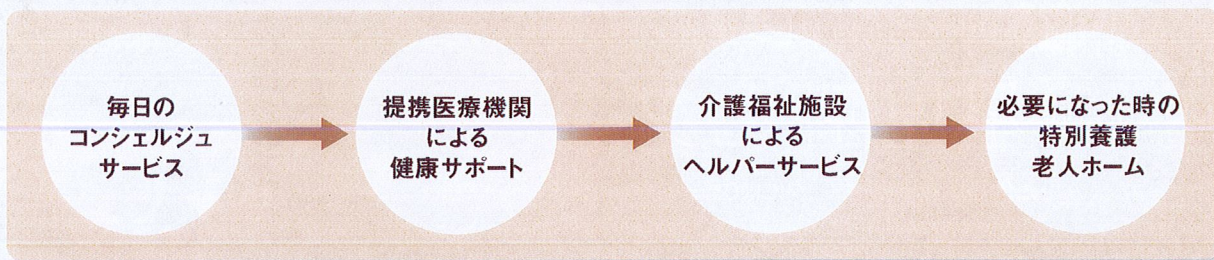 毎日の
コンシェルジュ
サービス
提携医療機関
による
健康サポート
介護福祉施設
による
ヘルパーサービス
必要になった時の
特別養護
老人ホーム